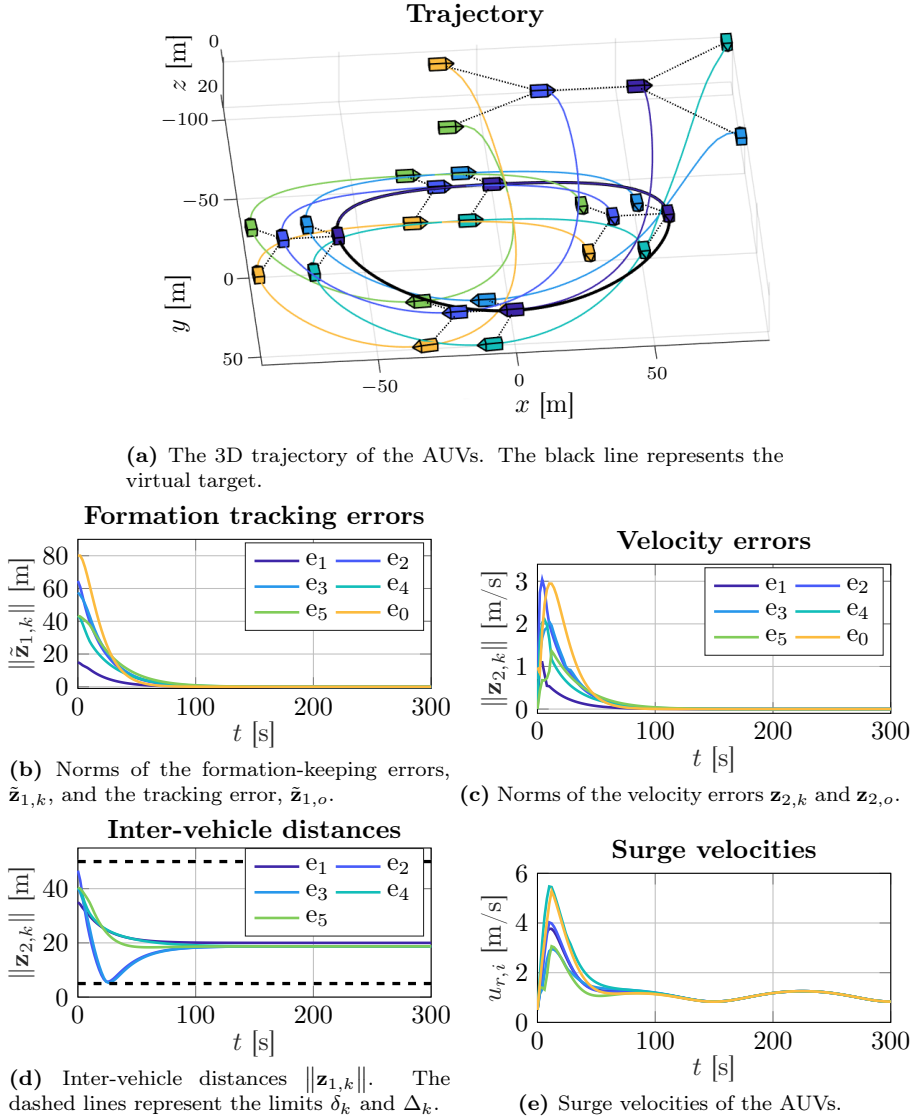 Trajectory
0
20
z [m]
−100
−50
0
50
y [m]
−50
0
50
x [m]
(a) The 3D trajectory of the AUVs. The black line represents the
virtual target.
Formation tracking errors
80
60
40
20
0
‖z̃1,k‖ [m]
e1 e2
e3 e4
e5 e0
0 100 200 300
t [s]
(b) Norms of the formation-keeping errors,
z̃1,k, and the tracking error, z̃1,o.
Velocity errors
3
2
1
0
‖z2,k‖ [m/s]
e1 e2
e3 e4
e5 e0
0 100 200 300
t [s]
(c) Norms of the velocity errors z2,k and z2,o.
Inter-vehicle distances
40
20
0
‖z2,k‖ [m]
e1 e2
e3 e4
e5
0 100 200 300
t [s]
(d) Inter-vehicle distances ‖z1,k‖. The
dashed lines represent the limits δk and Δk.
Surge velocities
6
4
2
0
ur,i [m/s]
0 100 200 300
t [s]
(e) Surge velocities of the AUVs.